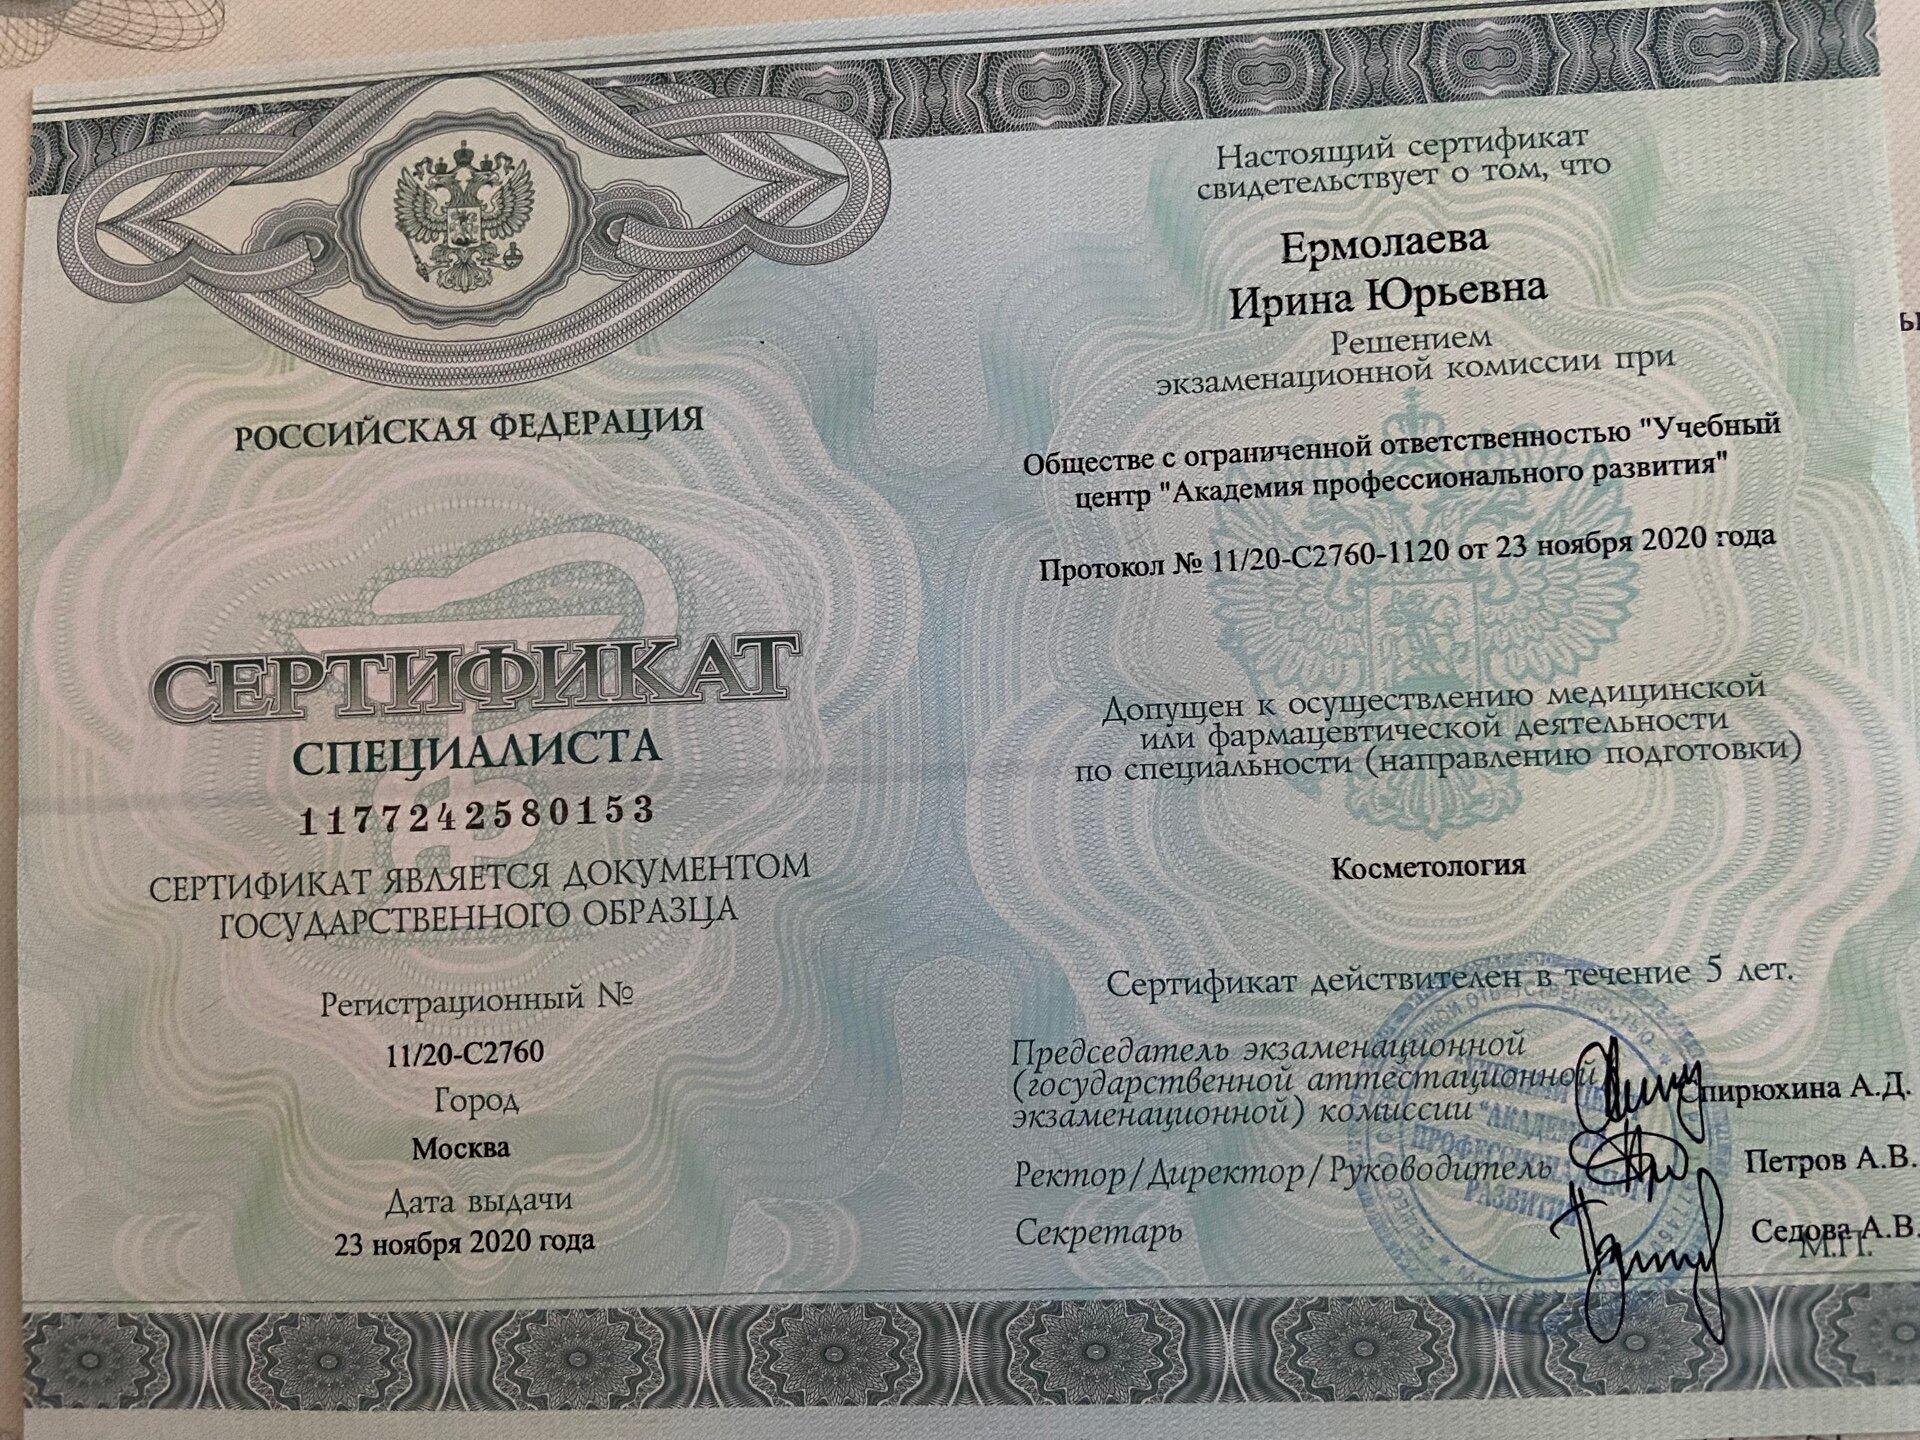 РОССИЙСКАЯ ФЕДЕРАЦИЯ
СЕРТИФИКАТ
СПЕЦИАЛИСТА
1177242580153
СЕРТИФИКАТ ЯВЛЯЕТСЯ ДОКУМЕНТОМ
ГОСУДАРСТВЕННОГО ОБРАЗЦА
Регистрационный №
11/20-С2760
Город
Москва
Дата выдачи
23 ноября 2020 года
Настоящий сертификат
свидетельствует о том, что
Ермолаева
Ирина Юрьевна
Решением
экзаменационной комиссии при
Обществе с ограниченной ответственностью "Учебный
центр "Академия профессионального развития"
Протокол № 11/20-С2760-1120 от 23 ноября 2020 года
Допущен к осуществлению медицинской
или фармацевтической деятельности
по специальности (направлению подготовки)
Косметология
Сертификат действителен в течение 5 лет.
Председатель экзаменационной
(государственной аттестационной
экзаменационной) комиссии
Спирюхина А.Д.
Ректор/Директор/Руководитель
Петров А.В.
Секретарь
Седова А.В.
М.П.
"АКАДЕМИЯ
ПРОФЕССИОНАЛЬНОГО
РАЗВИТИЯ"